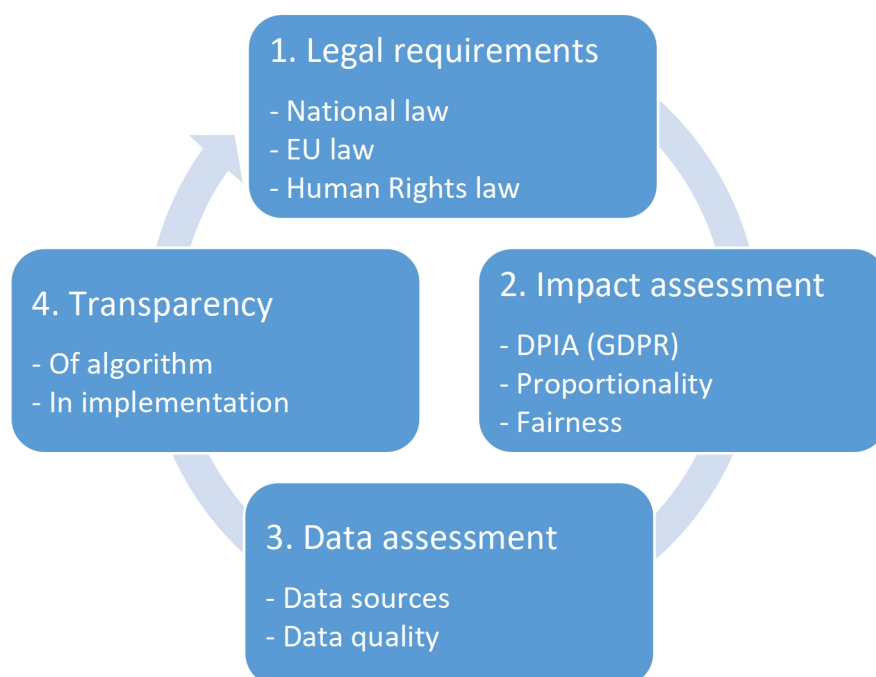 1. Legal requirements
- National law
- EU law
- Human Rights law
2. Impact assessment
- DPIA (GDPR)
- Proportionality
- Fairness
3. Data assessment
- Data sources
- Data quality
4. Transparency
- Of algorithm
- In implementation